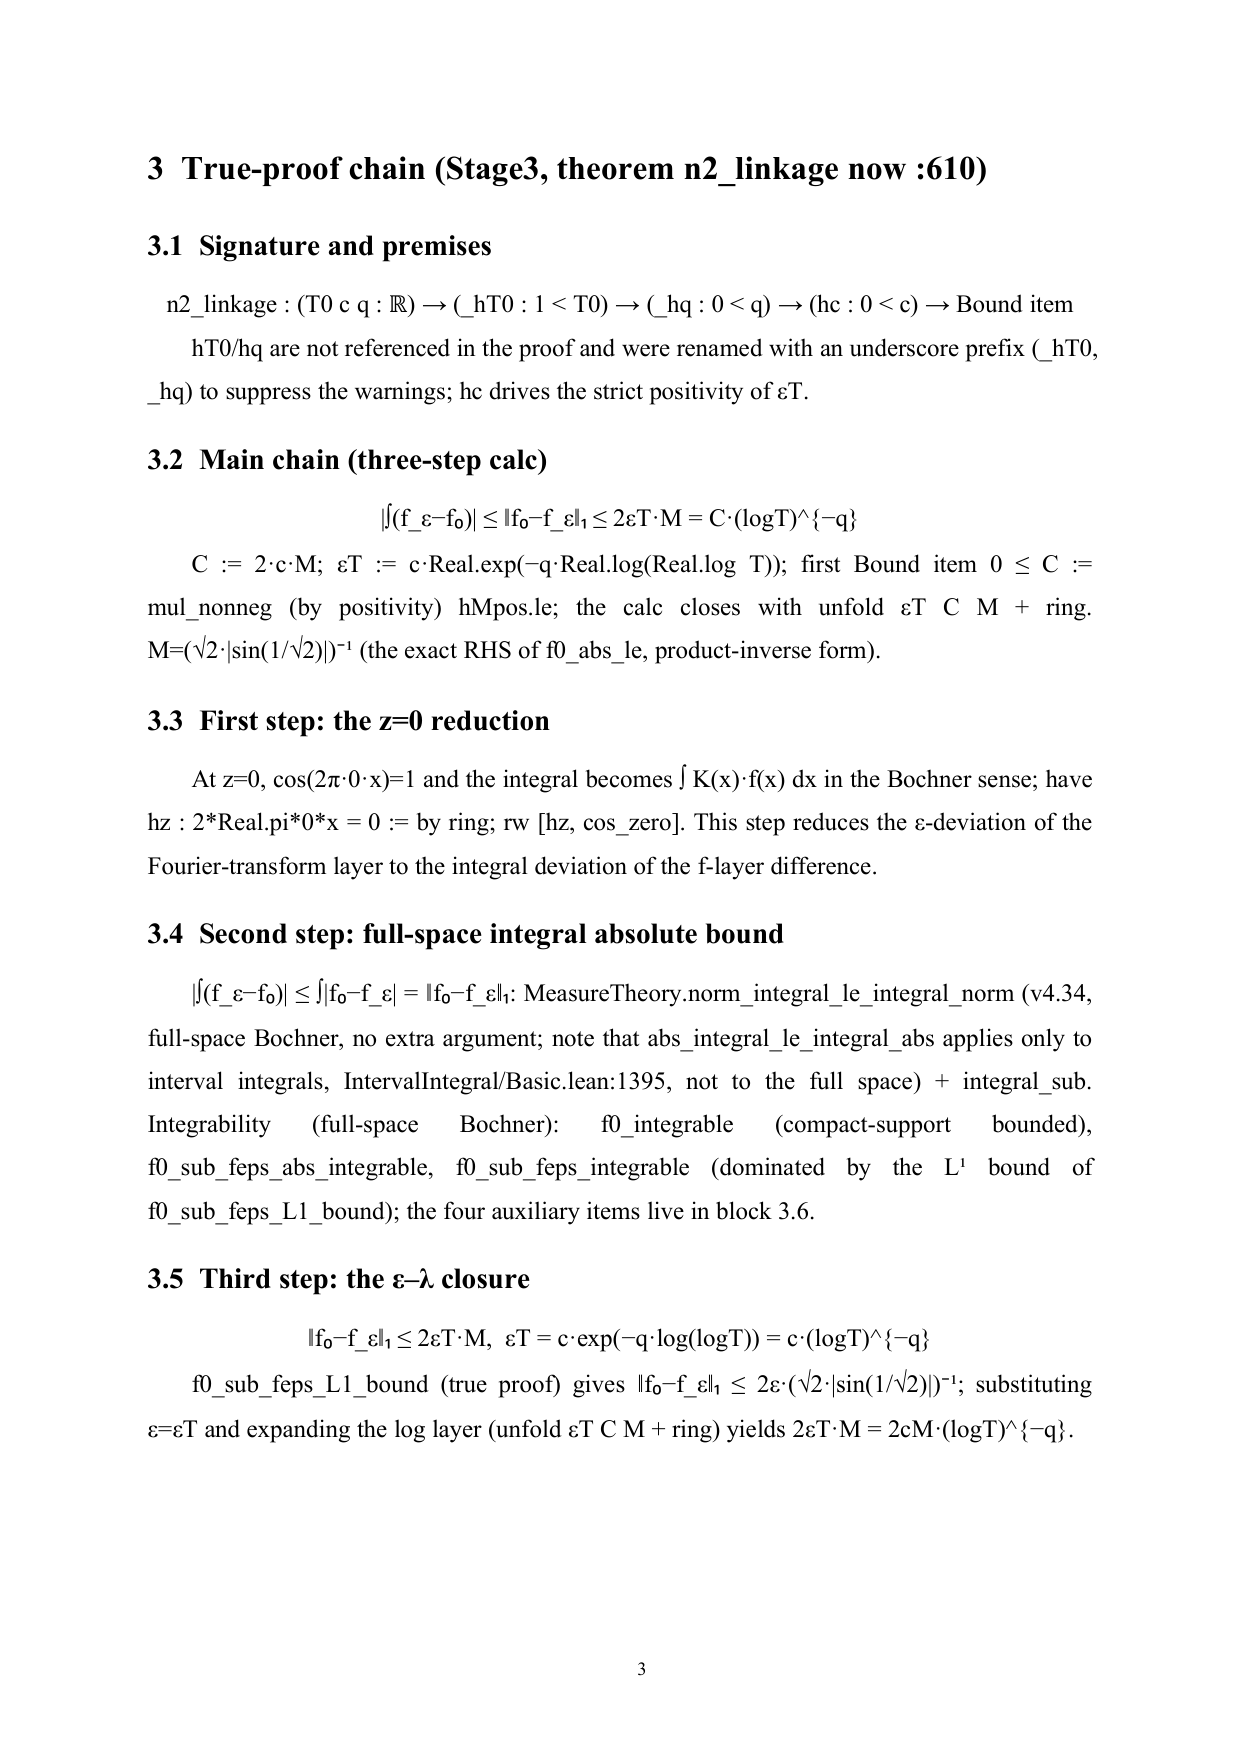 3 True-proof chain (Stage3, theorem n2_linkage now :610)
3.1 Signature and premises
n2_linkage : (T0 c q : ℝ) → (_hT0 : 1 < T0) → (_hq : 0 < q) → (hc : 0 < c) → Bound item
hT0/hq are not referenced in the proof and were renamed with an underscore prefix (_hT0,
_hq) to suppress the warnings; hc drives the strict positivity of εT.
3.2 Main chain (three-step calc)
|∫(f_ε−f₀)| ≤ ‖f₀−f_ε‖₁ ≤ 2εT·M = C·(logT)^{−q}
C := 2·c·M; εT := c·Real.exp(−q·Real.log(Real.log T)); first Bound item 0 ≤ C :=
mul_nonneg (by positivity) hMpos.le; the calc closes with unfold εT C M + ring.
M=(√2·|sin(1/√2)|)⁻¹ (the exact RHS of f0_abs_le, product-inverse form).
3.3 First step: the z=0 reduction
At z=0, cos(2π·0·x)=1 and the integral becomes ∫ K(x)·f(x) dx in the Bochner sense; have
hz : 2*Real.pi*0*x = 0 := by ring; rw [hz, cos_zero]. This step reduces the ε-deviation of the
Fourier-transform layer to the integral deviation of the f-layer difference.
3.4 Second step: full-space integral absolute bound
|∫(f_ε−f₀)| ≤ ∫|f₀−f_ε| = ‖f₀−f_ε‖₁: MeasureTheory.norm_integral_le_integral_norm (v4.34,
full-space Bochner, no extra argument; note that abs_integral_le_integral_abs applies only to
interval integrals, IntervalIntegral/Basic.lean:1395, not to the full space) + integral_sub.
Integrability (full-space Bochner): f0_integrable (compact-support bounded),
f0_sub_feps_abs_integrable, f0_sub_feps_integrable (dominated by the L¹ bound of
f0_sub_feps_L1_bound); the four auxiliary items live in block 3.6.
3.5 Third step: the ε–λ closure
‖f₀−f_ε‖₁ ≤ 2εT·M, εT = c·exp(−q·log(logT)) = c·(logT)^{−q}
f0_sub_feps_L1_bound (true proof) gives ‖f₀−f_ε‖₁ ≤ 2ε·(√2·|sin(1/√2)|)⁻¹; substituting
ε=εT and expanding the log layer (unfold εT C M + ring) yields 2εT·M = 2cM·(logT)^{−q}.
3